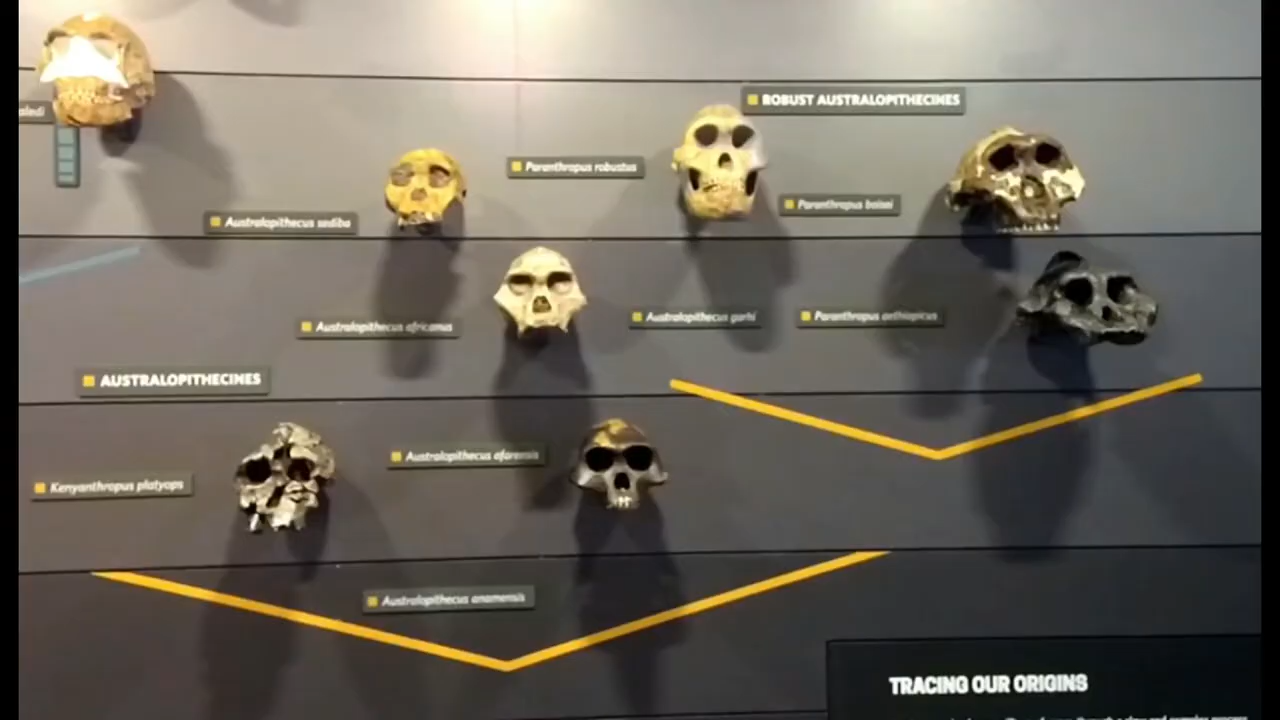 aledi
ROBUST AUSTRALOPITHECINES
Paranthropus robustus
Paranthropus boisei
Australopithecus sediba
Australopithecus africanus
Australopithecus garhi
Paranthropus aethiopicus
AUSTRALOPITHECINES
Australopithecus afarensis
Kenyanthropus platyops
Australopithecus anamensis
TRACING OUR ORIGINS